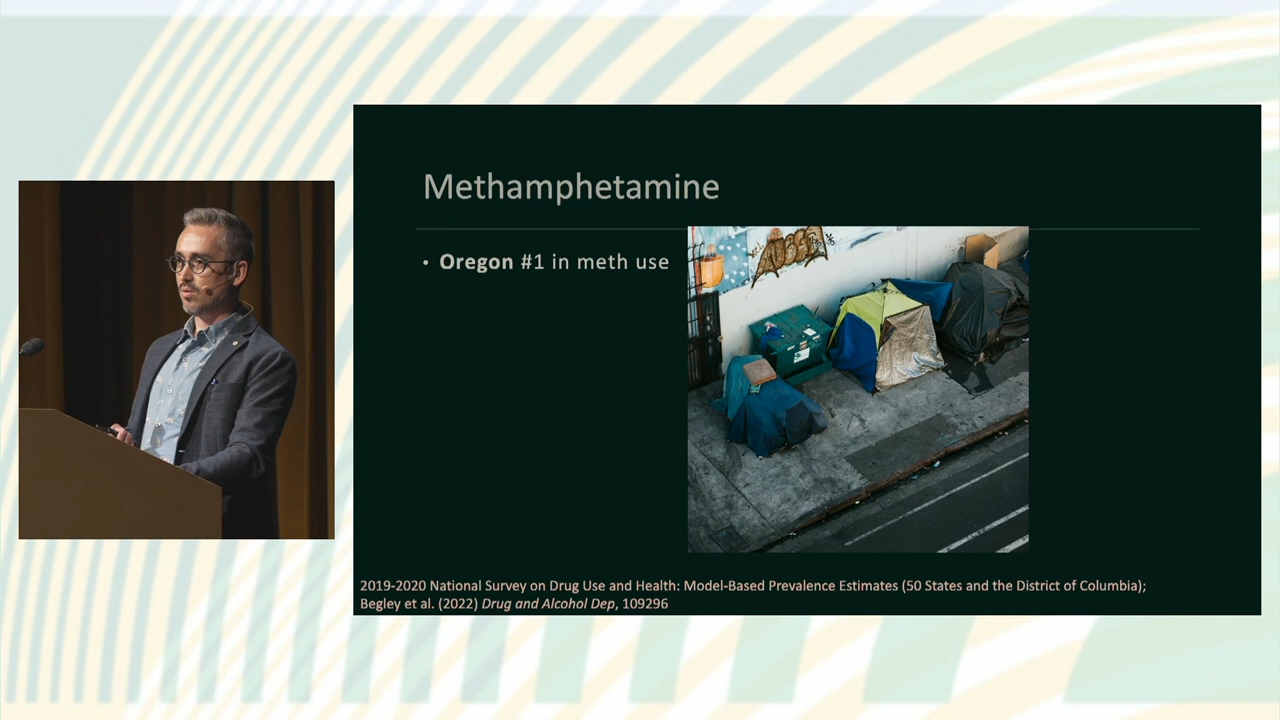 Methamphetamine
• Oregon #1 in meth use
2019-2020 National Survey on Drug Use and Health: Model-Based Prevalence Estimates (50 States and the District of Columbia);
Begley et al. (2022) Drug and Alcohol Dep, 109296